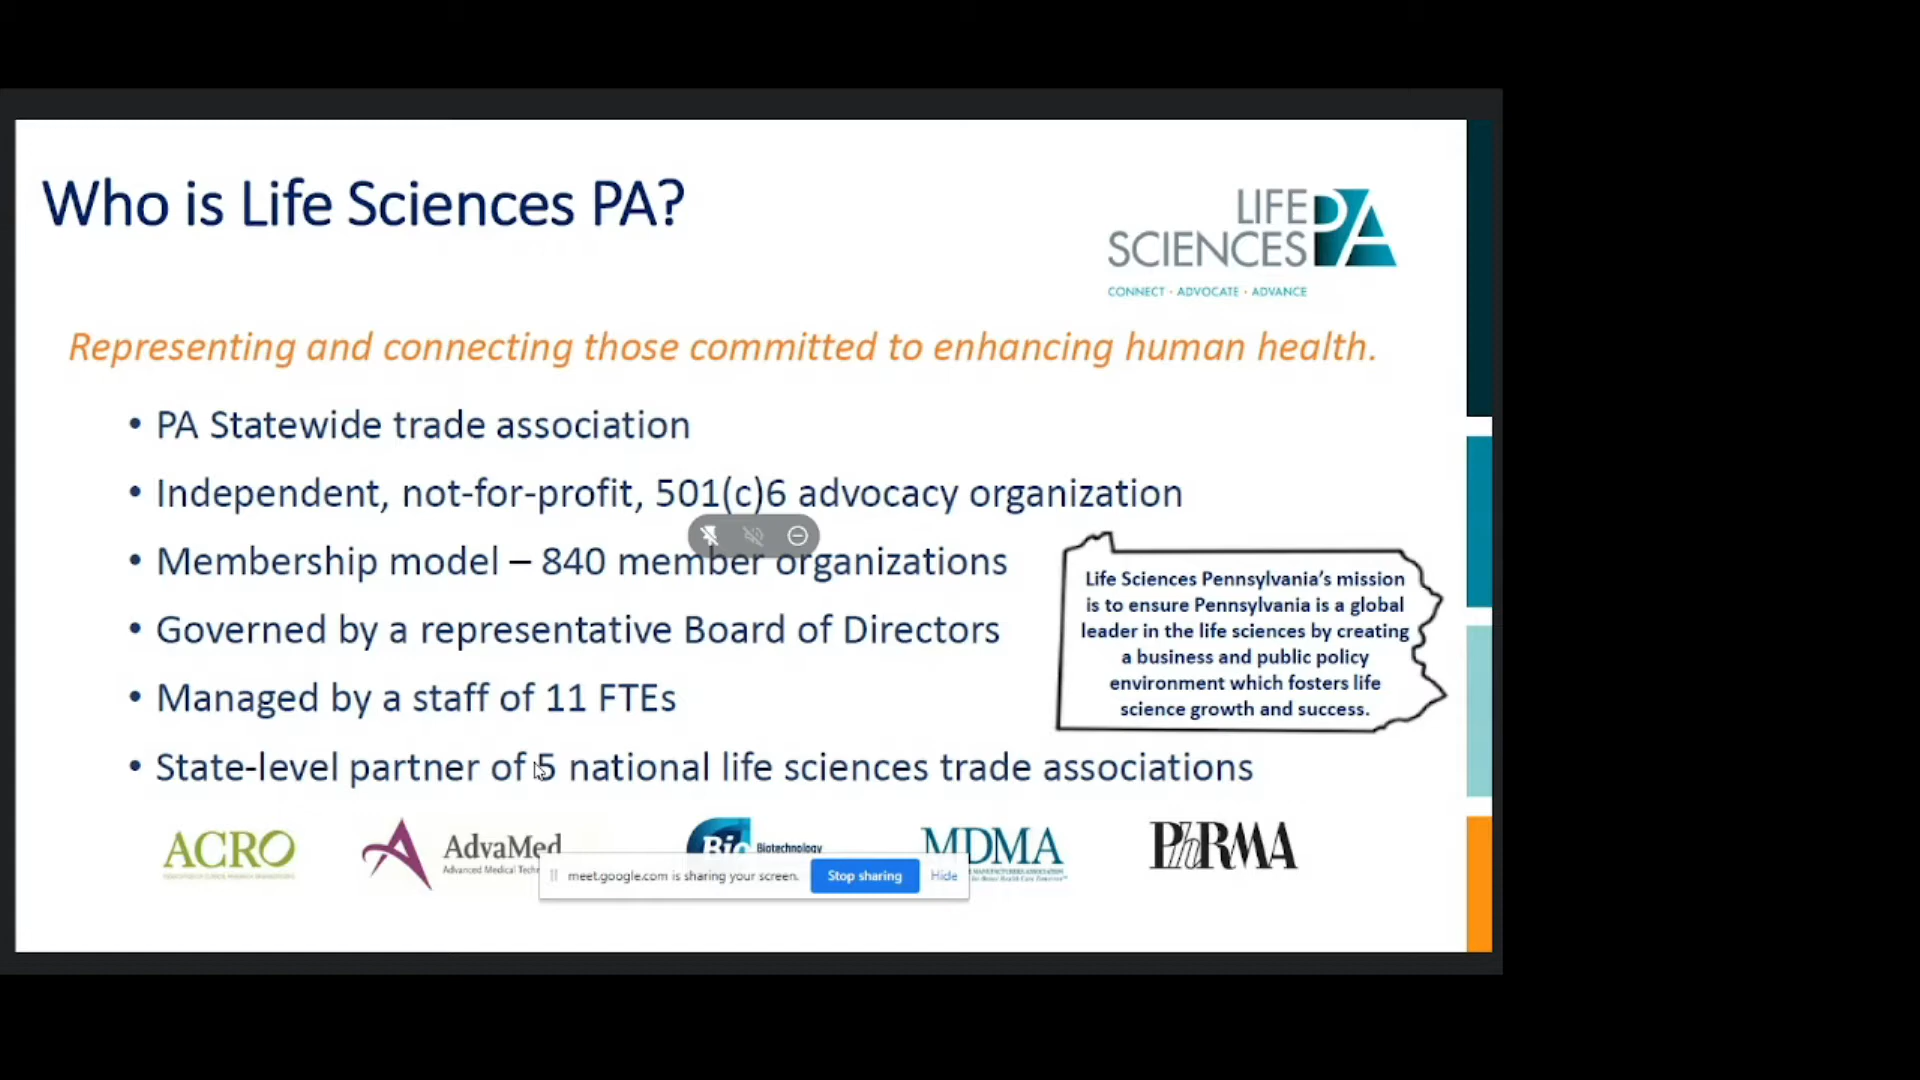 Who is Life Sciences PA?
LIFE
SCIENCES PA
CONNECT · ADVOCATE · ADVANCE
Representing and connecting those committed to enhancing human health.
• PA Statewide trade association
• Independent, not-for-profit, 501(c)6 advocacy organization
• Membership model – 840 member organizations
• Governed by a representative Board of Directors
• Managed by a staff of 11 FTEs
• State-level partner of 5 national life sciences trade associations
Life Sciences Pennsylvania’s mission
is to ensure Pennsylvania is a global
leader in the life sciences by creating
a business and public policy
environment which fosters life
science growth and success.
ACRO
AdvaMed
Advanced Medical
Bio Biotechnology
MDMA
PhRMA
meet.google.com is sharing your screen. Stop sharing Hide